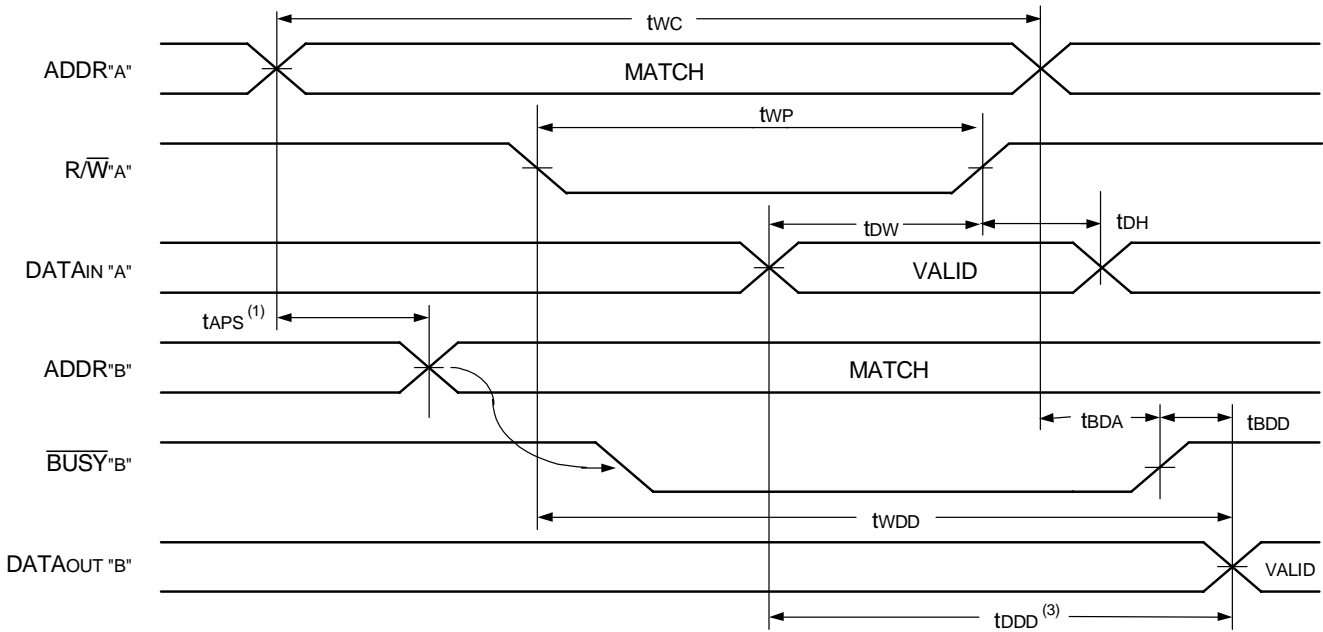 tWC
ADDR"A"
MATCH
tWP
R/W̅"A"
tDW
tDH
DATAIN "A"
VALID
tAPS (1)
ADDR"B"
MATCH
tBDA
tBDD
B̅U̅S̅Y̅"B"
tWDD
DATAOUT "B"
VALID
tDDD (3)